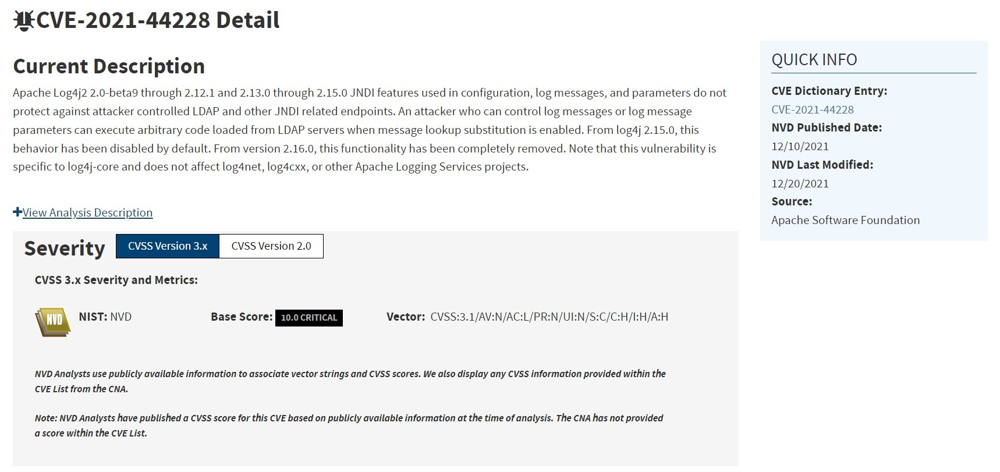 CVE-2021-44228 Detail
Current Description
Apache Log4j2 2.0-beta9 through 2.12.1 and 2.13.0 through 2.15.0 JNDI features used in configuration, log messages, and parameters do not
protect against attacker controlled LDAP and other JNDI related endpoints. An attacker who can control log messages or log message
parameters can execute arbitrary code loaded from LDAP servers when message lookup substitution is enabled. From log4j 2.15.0, this
behavior has been disabled by default. From version 2.16.0, this functionality has been completely removed. Note that this vulnerability is
specific to log4j-core and does not affect log4net, log4cxx, or other Apache Logging Services projects.
View Analysis Description
Severity CVSS Version 3.x CVSS Version 2.0
CVSS 3.x Severity and Metrics:
NVD NIST: NVD Base Score: 10.0 CRITICAL Vector: CVSS:3.1/AV:N/AC:L/PR:N/UI:N/S:C/C:H/I:H/A:H
NVD Analysts use publicly available information to associate vector strings and CVSS scores. We also display any CVSS information provided within the
CVE List from the CNA.
Note: NVD Analysts have published a CVSS score for this CVE based on publicly available information at the time of analysis. The CNA has not provided
a score within the CVE List.
QUICK INFO
CVE Dictionary Entry:
CVE-2021-44228
NVD Published Date:
12/10/2021
NVD Last Modified:
12/20/2021
Source:
Apache Software Foundation